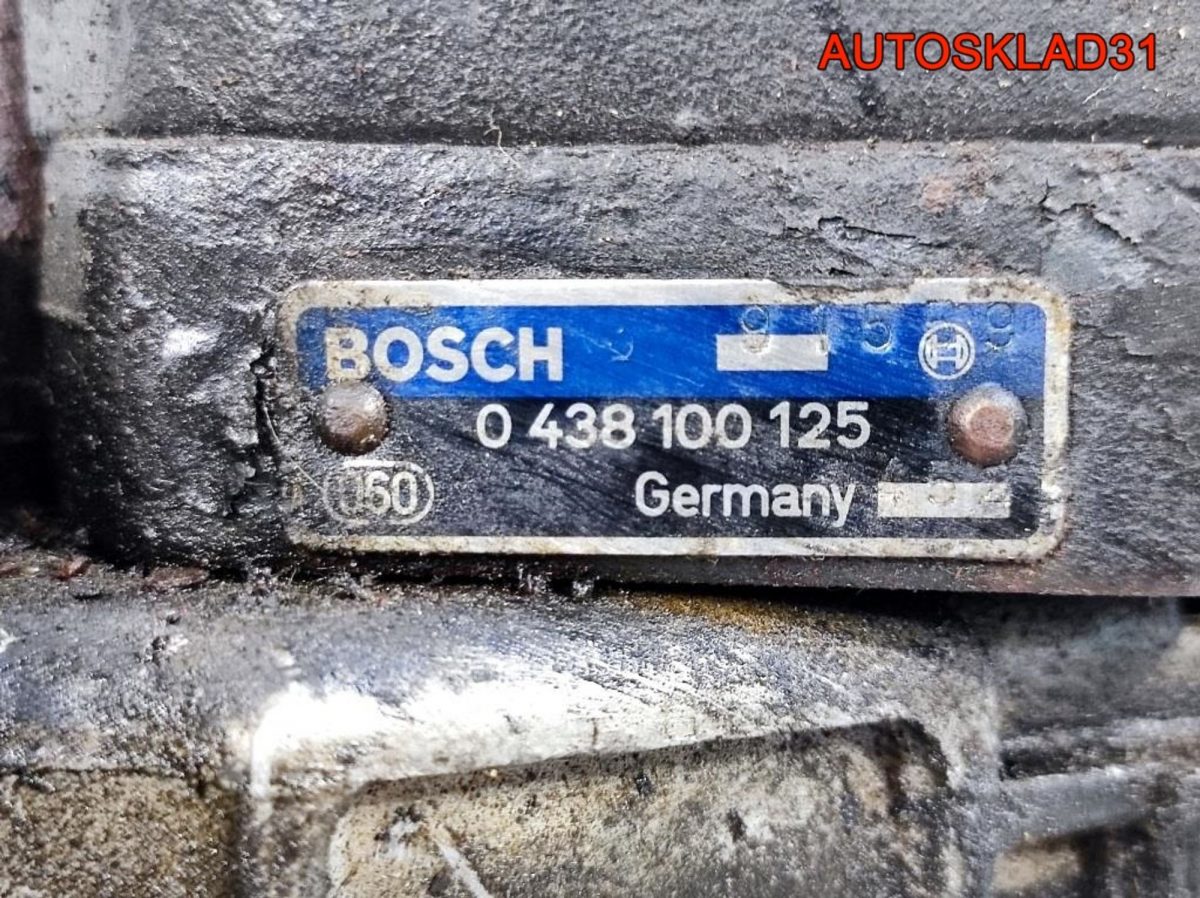 AUTOSKLAD31
BOSCH
0 438 100 125
Germany